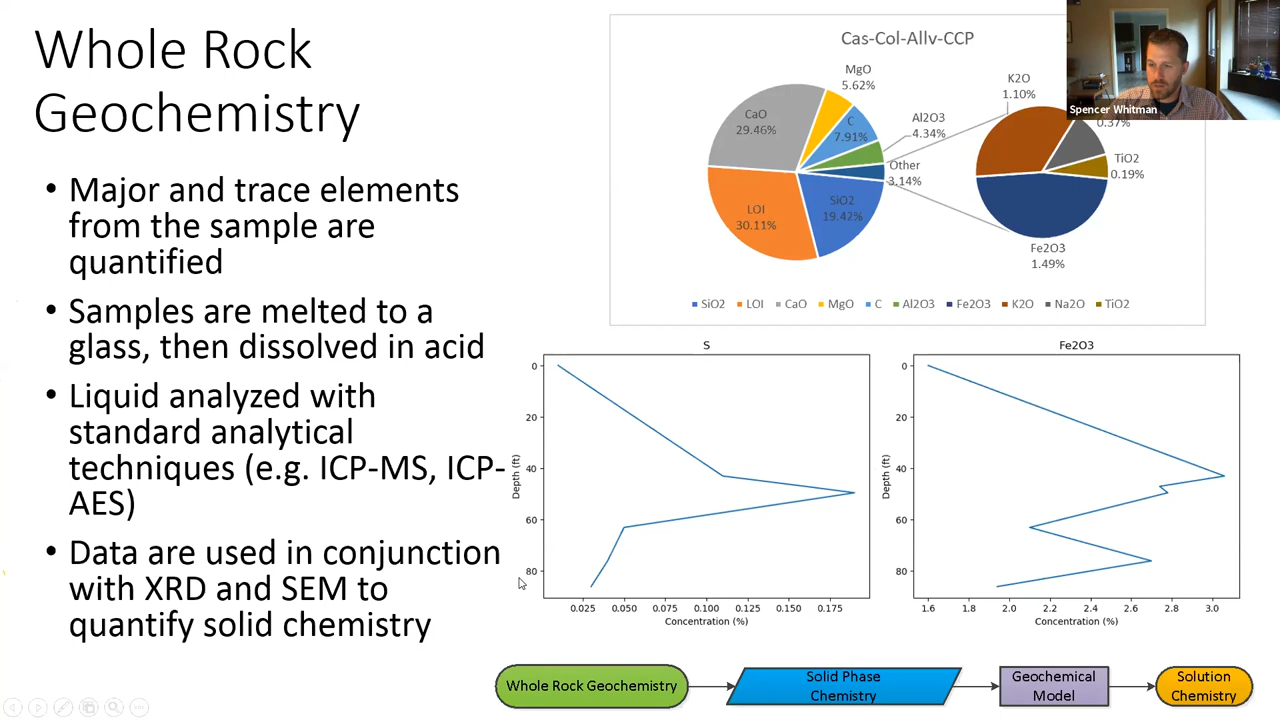 Whole Rock
Geochemistry
• Major and trace elements
from the sample are
quantified
• Samples are melted to a
glass, then dissolved in acid
• Liquid analyzed with
standard analytical
techniques (e.g. ICP-MS, ICP-
AES)
• Data are used in conjunction
with XRD and SEM to
quantify solid chemistry
Cas-Col-Allv-CCP
MgO
5.62%
CaO
29.46%
C
7.91%
Al2O3
4.34%
Other
3.14%
SiO2
19.42%
LOI
30.11%
K2O
1.10%
0.37%
TiO2
0.19%
Fe2O3
1.49%
SiO2 LOI CaO MgO C Al2O3 Fe2O3 K2O Na2O TiO2
Spencer Whitman
S
Depth (ft)
0
20
40
60
80
0.025 0.050 0.075 0.100 0.125 0.150 0.175
Concentration (%)
Fe2O3
Depth (ft)
0
20
40
60
80
1.6 1.8 2.0 2.2 2.4 2.6 2.8 3.0
Concentration (%)
Whole Rock Geochemistry
Solid Phase
Chemistry
Geochemical
Model
Solution
Chemistry